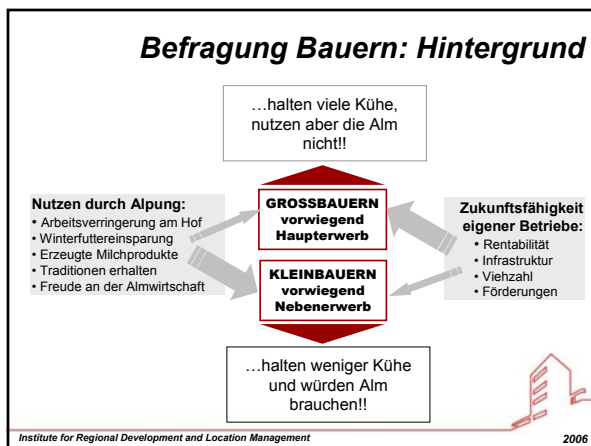 Befragung Bauern: Hintergrund
…halten viele Kühe,
nutzen aber die Alm
nicht!!
Nutzen durch Alpung:
• Arbeitsverringerung am Hof
• Winterfuttereinsparung
• Erzeugte Milchprodukte
• Traditionen erhalten
• Freude an der Almwirtschaft
GROSSBAUERN
vorwiegend
Haupterwerb
KLEINBAUERN
vorwiegend
Nebenerwerb
Zukunftsfähigkeit
eigener Betriebe:
• Rentabilität
• Infrastruktur
• Viehzahl
• Förderungen
…halten weniger Kühe
und würden Alm
brauchen!!
Institute for Regional Development and Location Management
2006